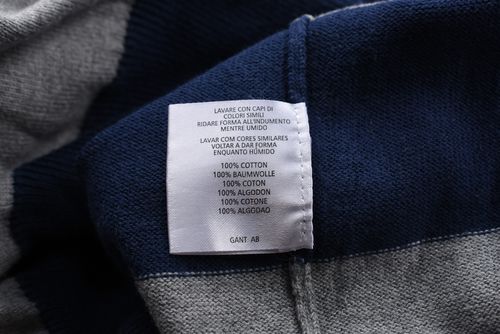 LAVARE CON CAPI DI
COLORI SIMILI
RIDARE FORMA ALL'INDUMENTO
MENTRE UMIDO
LAVAR COM CORES SIMILARES
VOLTAR A DAR FORMA
ENQUANTO HÚMIDO
100% COTTON
100% BAUMWOLLE
100% COTON
100% ALGODON
100% COTONE
100% ALGODAO
GANT AB